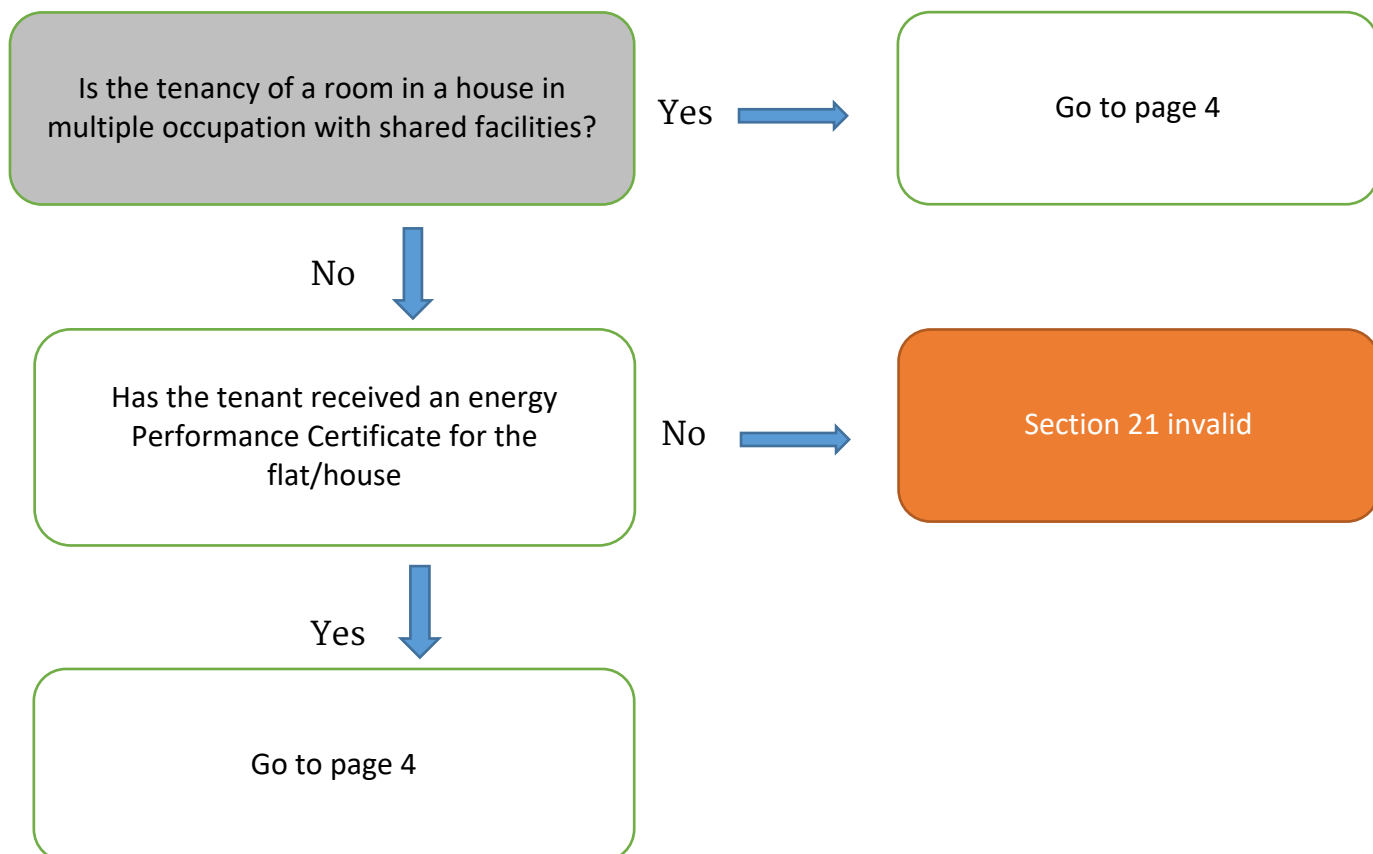 Is the tenancy of a room in a house in
multiple occupation with shared facilities?
Yes
Go to page 4
No
Has the tenant received an energy
Performance Certificate for the
flat/house
No
Section 21 invalid
Yes
Go to page 4